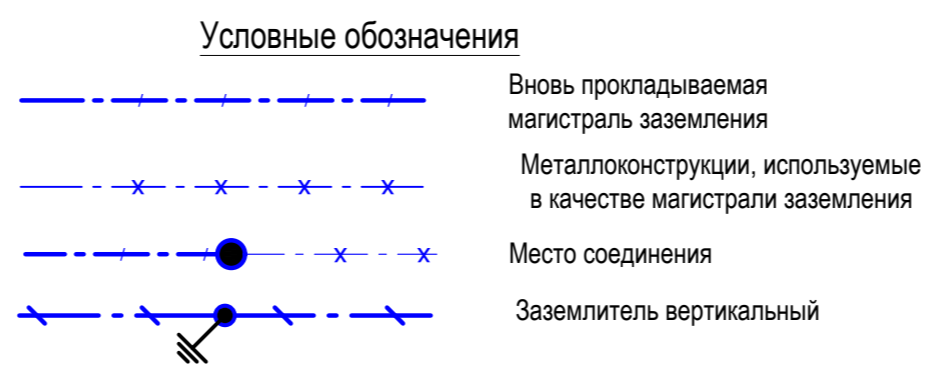 Условные обозначения
Вновь прокладываемая
магистраль заземления
Металлоконструкции, используемые
в качестве магистрали заземления
Место соединения
Заземлитель вертикальный